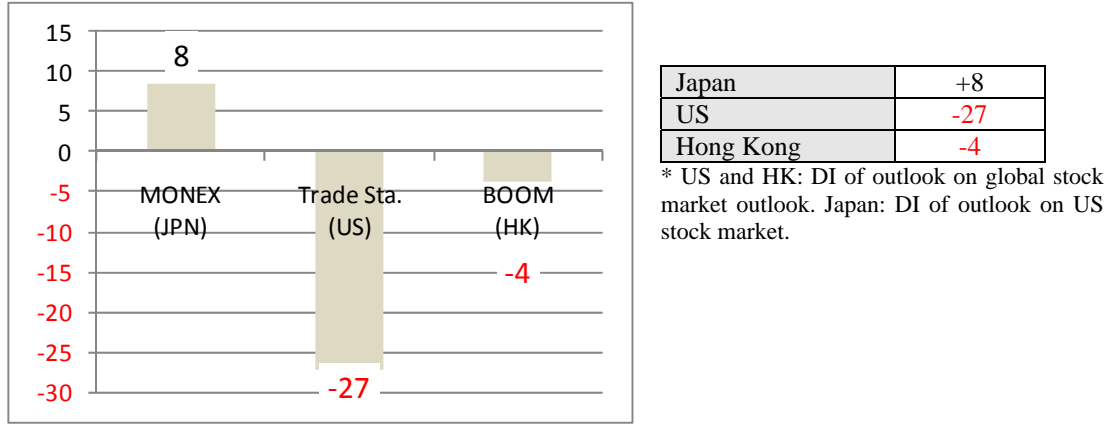 15
10
5
0
-5
-10
-15
-20
-25
-30
8
MONEX
(JPN)
Trade Sta.
(US)
BOOM
(HK)
-4
-27
Japan +8
US -27
Hong Kong -4
* US and HK: DI of outlook on global stock
market outlook. Japan: DI of outlook on US
stock market.